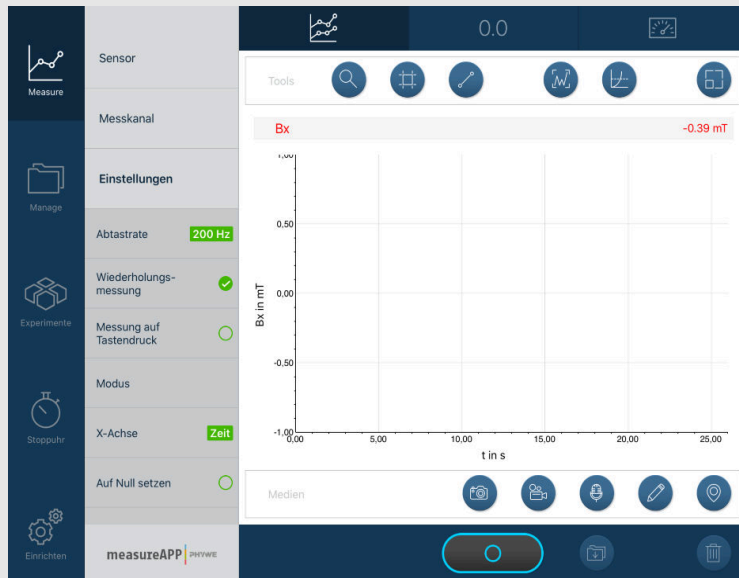 Measure
Manage
Experimente
Stoppuhr
Einrichten
Sensor
Messkanal
Einstellungen
Abtastrate 200 Hz
Wiederholungs-
messung
Messung auf
Tastendruck
Modus
X-Achse Zeit
Auf Null setzen
measureAPP PHYWE
0.0
Tools
Bx -0.39 mT
1,00
0,50
0,00
-0,50
-1,00
Bx in mT
0,00 5,00 10,00 15,00 20,00 25,00
t in s
Medien